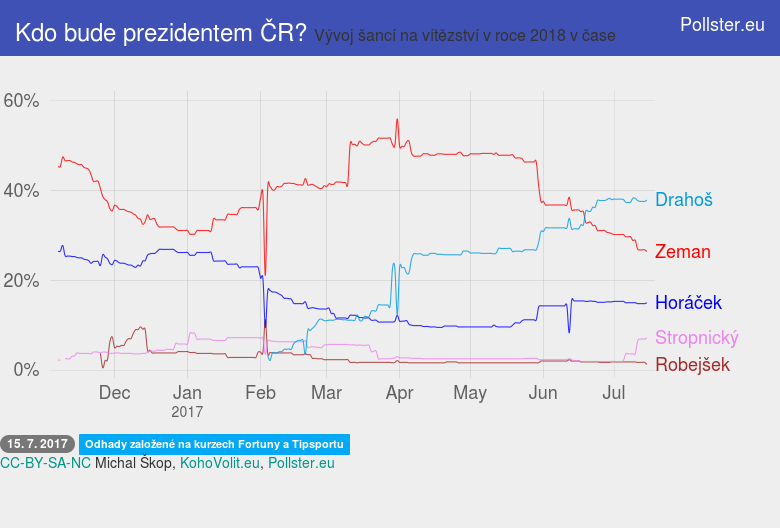 Kdo bude prezidentem ČR? Vývoj šancí na vítězství v roce 2018 v čase
Pollster.eu
60%
40%
20%
0%
Drahoš
Zeman
Horáček
Stropnický
Robejšek
Dec Jan Feb Mar Apr May Jun Jul
2017
15. 7. 2017 Odhady založené na kurzech Fortuny a Tipsportu
CC-BY-SA-NC Michal Škop, KohoVolit.eu, Pollster.eu